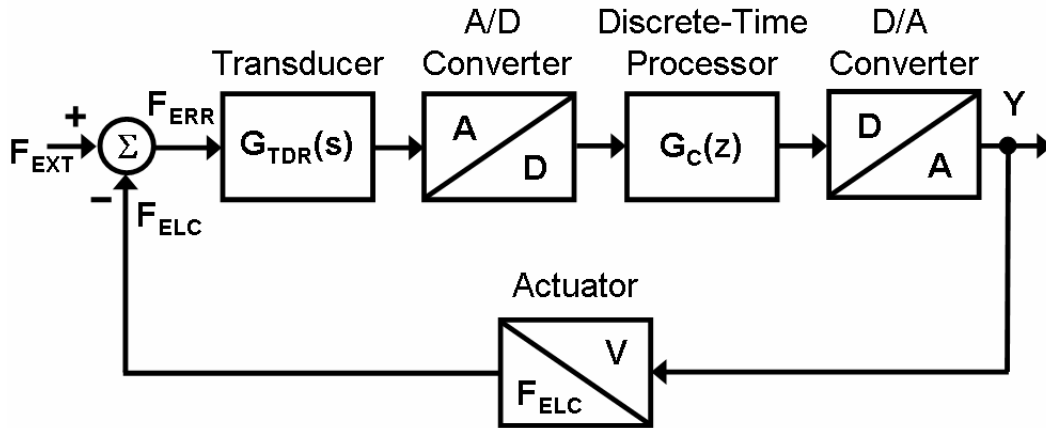 A/D
Converter
Discrete-Time
Processor
D/A
Converter
Transducer
F_EXT
+
Σ
−
F_ERR
G_TDR(s)
A
D
G_C(z)
D
A
Y
F_ELC
Actuator
V
F_ELC